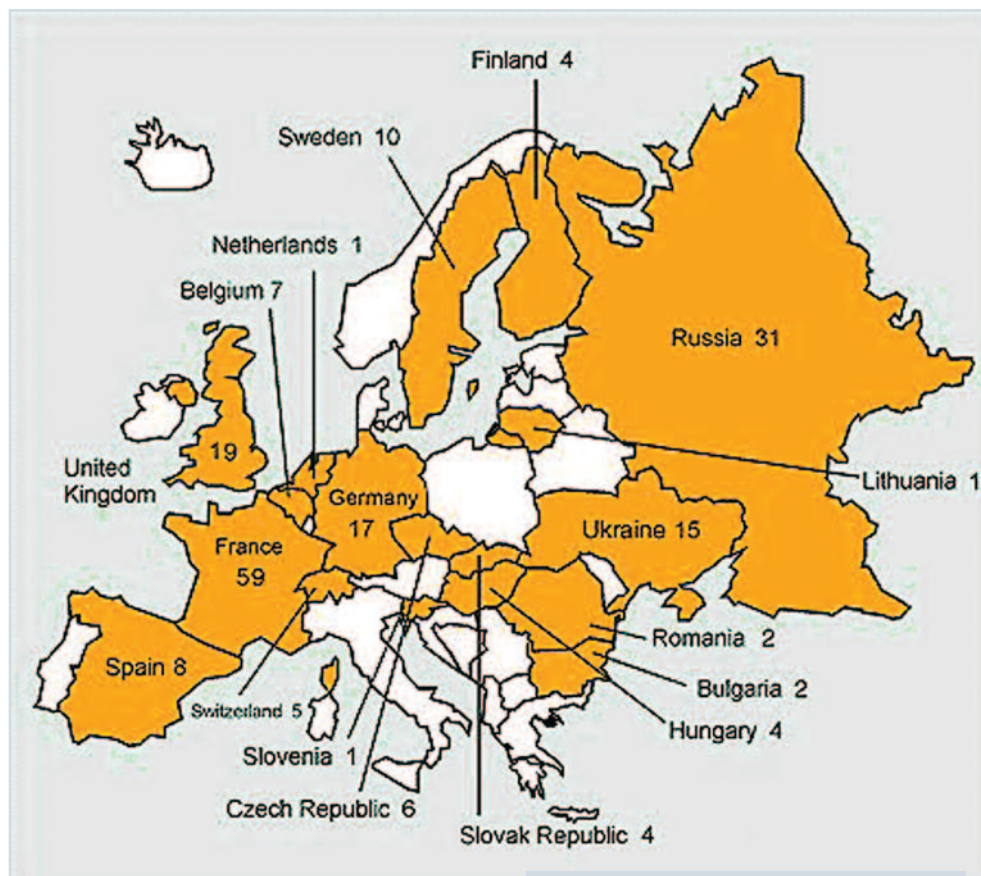 Finland 4
Sweden 10
Netherlands 1
Belgium 7
Russia 31
19
United
Kingdom
Lithuania 1
Germany
17
Ukraine 15
France
59
Romania 2
Spain 8
Bulgaria 2
Switzerland 5
Hungary 4
Slovenia 1
Czech Republic 6
Slovak Republic 4